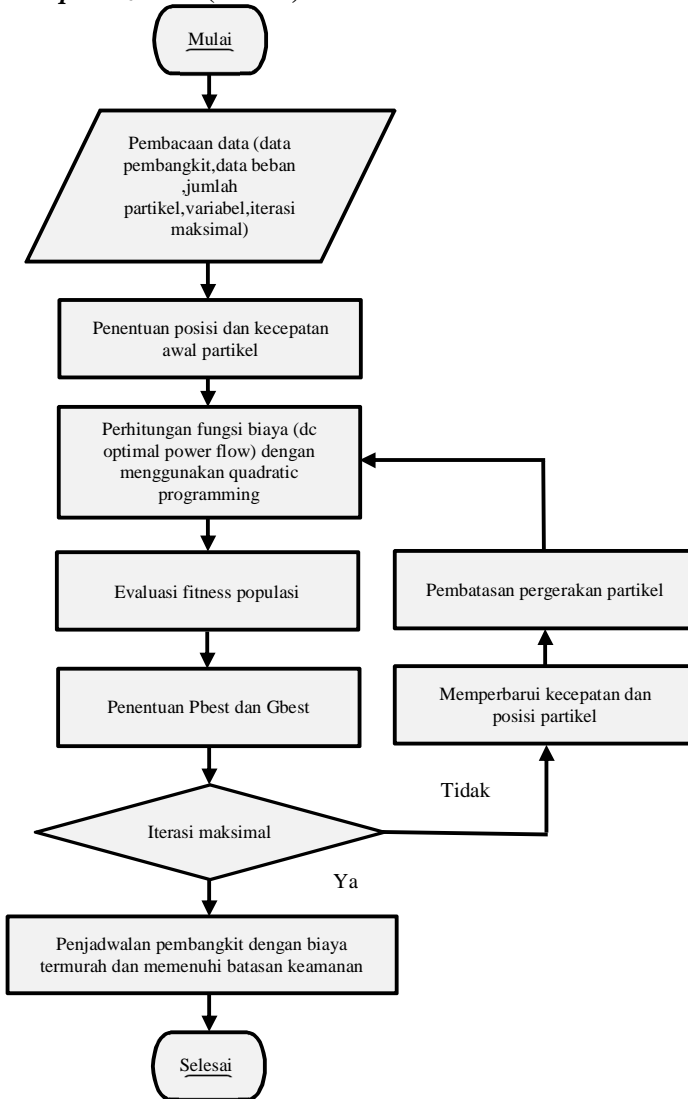 Mulai
Pembacaan data (data
pembangkit,data beban
,jumlah
partikel,variabel,iterasi
maksimal)
Penentuan posisi dan kecepatan
awal partikel
Perhitungan fungsi biaya (dc
optimal power flow) dengan
menggunakan quadratic
programming
Evaluasi fitness populasi
Pembatasan pergerakan partikel
Penentuan Pbest dan Gbest
Memperbarui kecepatan dan
posisi partikel
Tidak
Iterasi maksimal
Ya
Penjadwalan pembangkit dengan biaya
termurah dan memenuhi batasan keamanan
Selesai